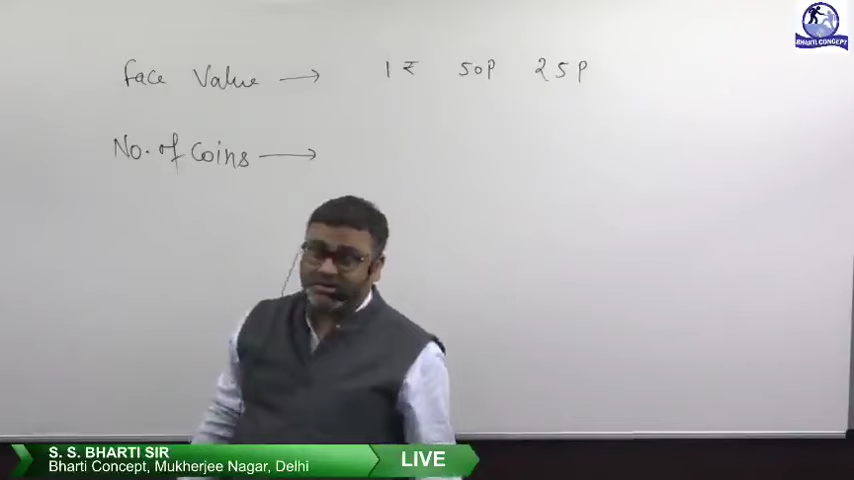 BHARTI CONCEPT
Face Value → 1 ₹ 50P 25P
No. of Coins →
S. S. BHARTI SIR
Bharti Concept, Mukherjee Nagar, Delhi
LIVE